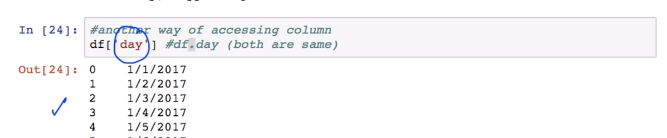 In [24]: #another way of accessing column
df['day'] #df.day (both are same)
Out[24]: 0 1/1/2017
1 1/2/2017
2 1/3/2017
3 1/4/2017
4 1/5/2017